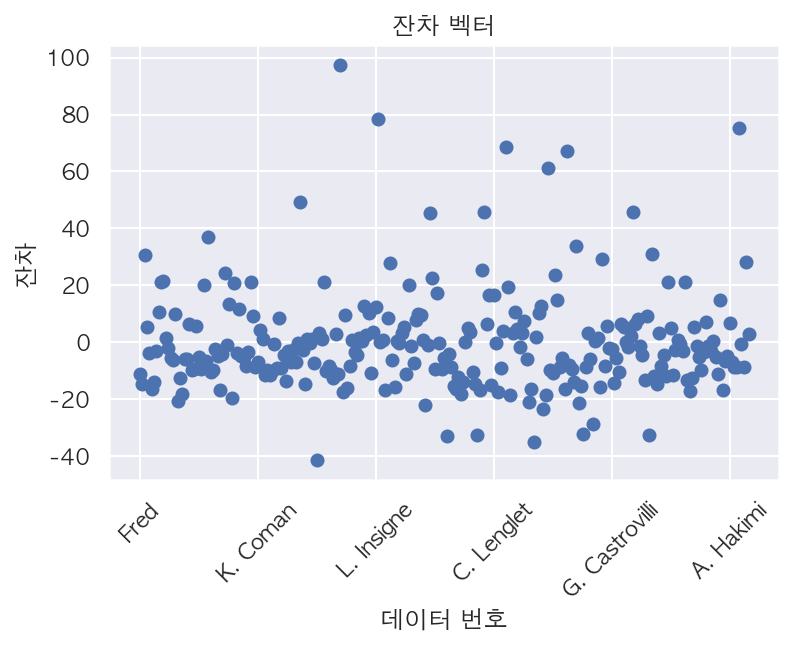 잔차 벡터
100
80
60
40
20
0
-20
-40
잔차
Fred
K. Coman
L. Insigne
C. Lenglet
G. Castrovilli
A. Hakimi
데이터 번호